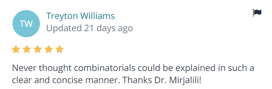 TW
Treyton Williams
Updated 21 days ago
Never thought combinatorials could be explained in such a
clear and concise manner. Thanks Dr. Mirjalili!